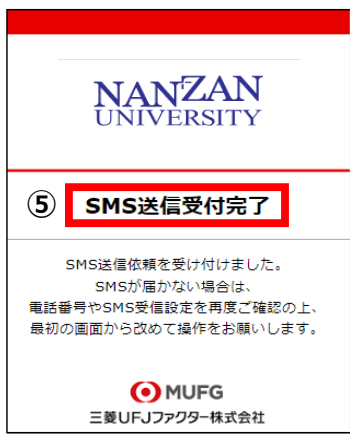 NANZAN
UNIVERSITY
⑤ SMS送信受付完了
SMS送信依頼を受け付けました。
SMSが届かない場合は、
電話番号やSMS受信設定を再度ご確認の上、
最初の画面から改めて操作をお願いします。
MUFG
三菱UFJファクター株式会社